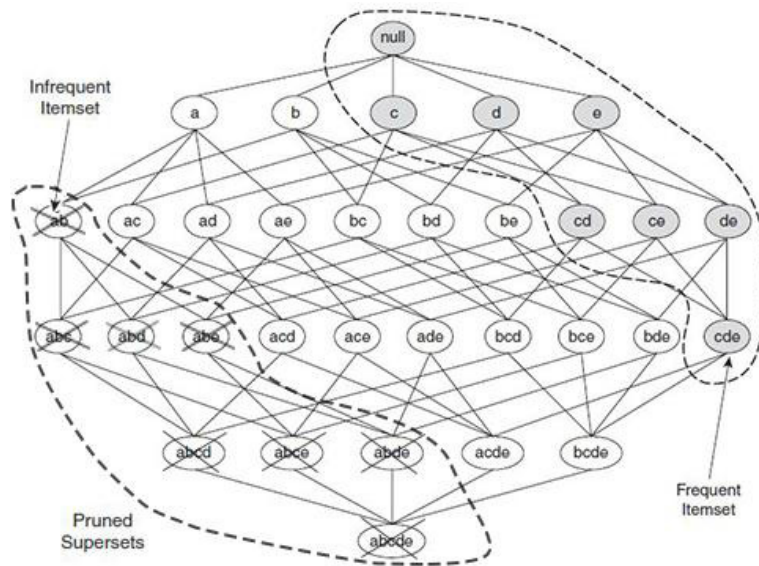 null
Infrequent
Itemset
a b c d e
ab ac ad ae bc bd be cd ce de
abc abd abe acd ace ade bcd bce bde cde
abcd abce abde acde bcde
Frequent
Itemset
Pruned
Supersets
abcde